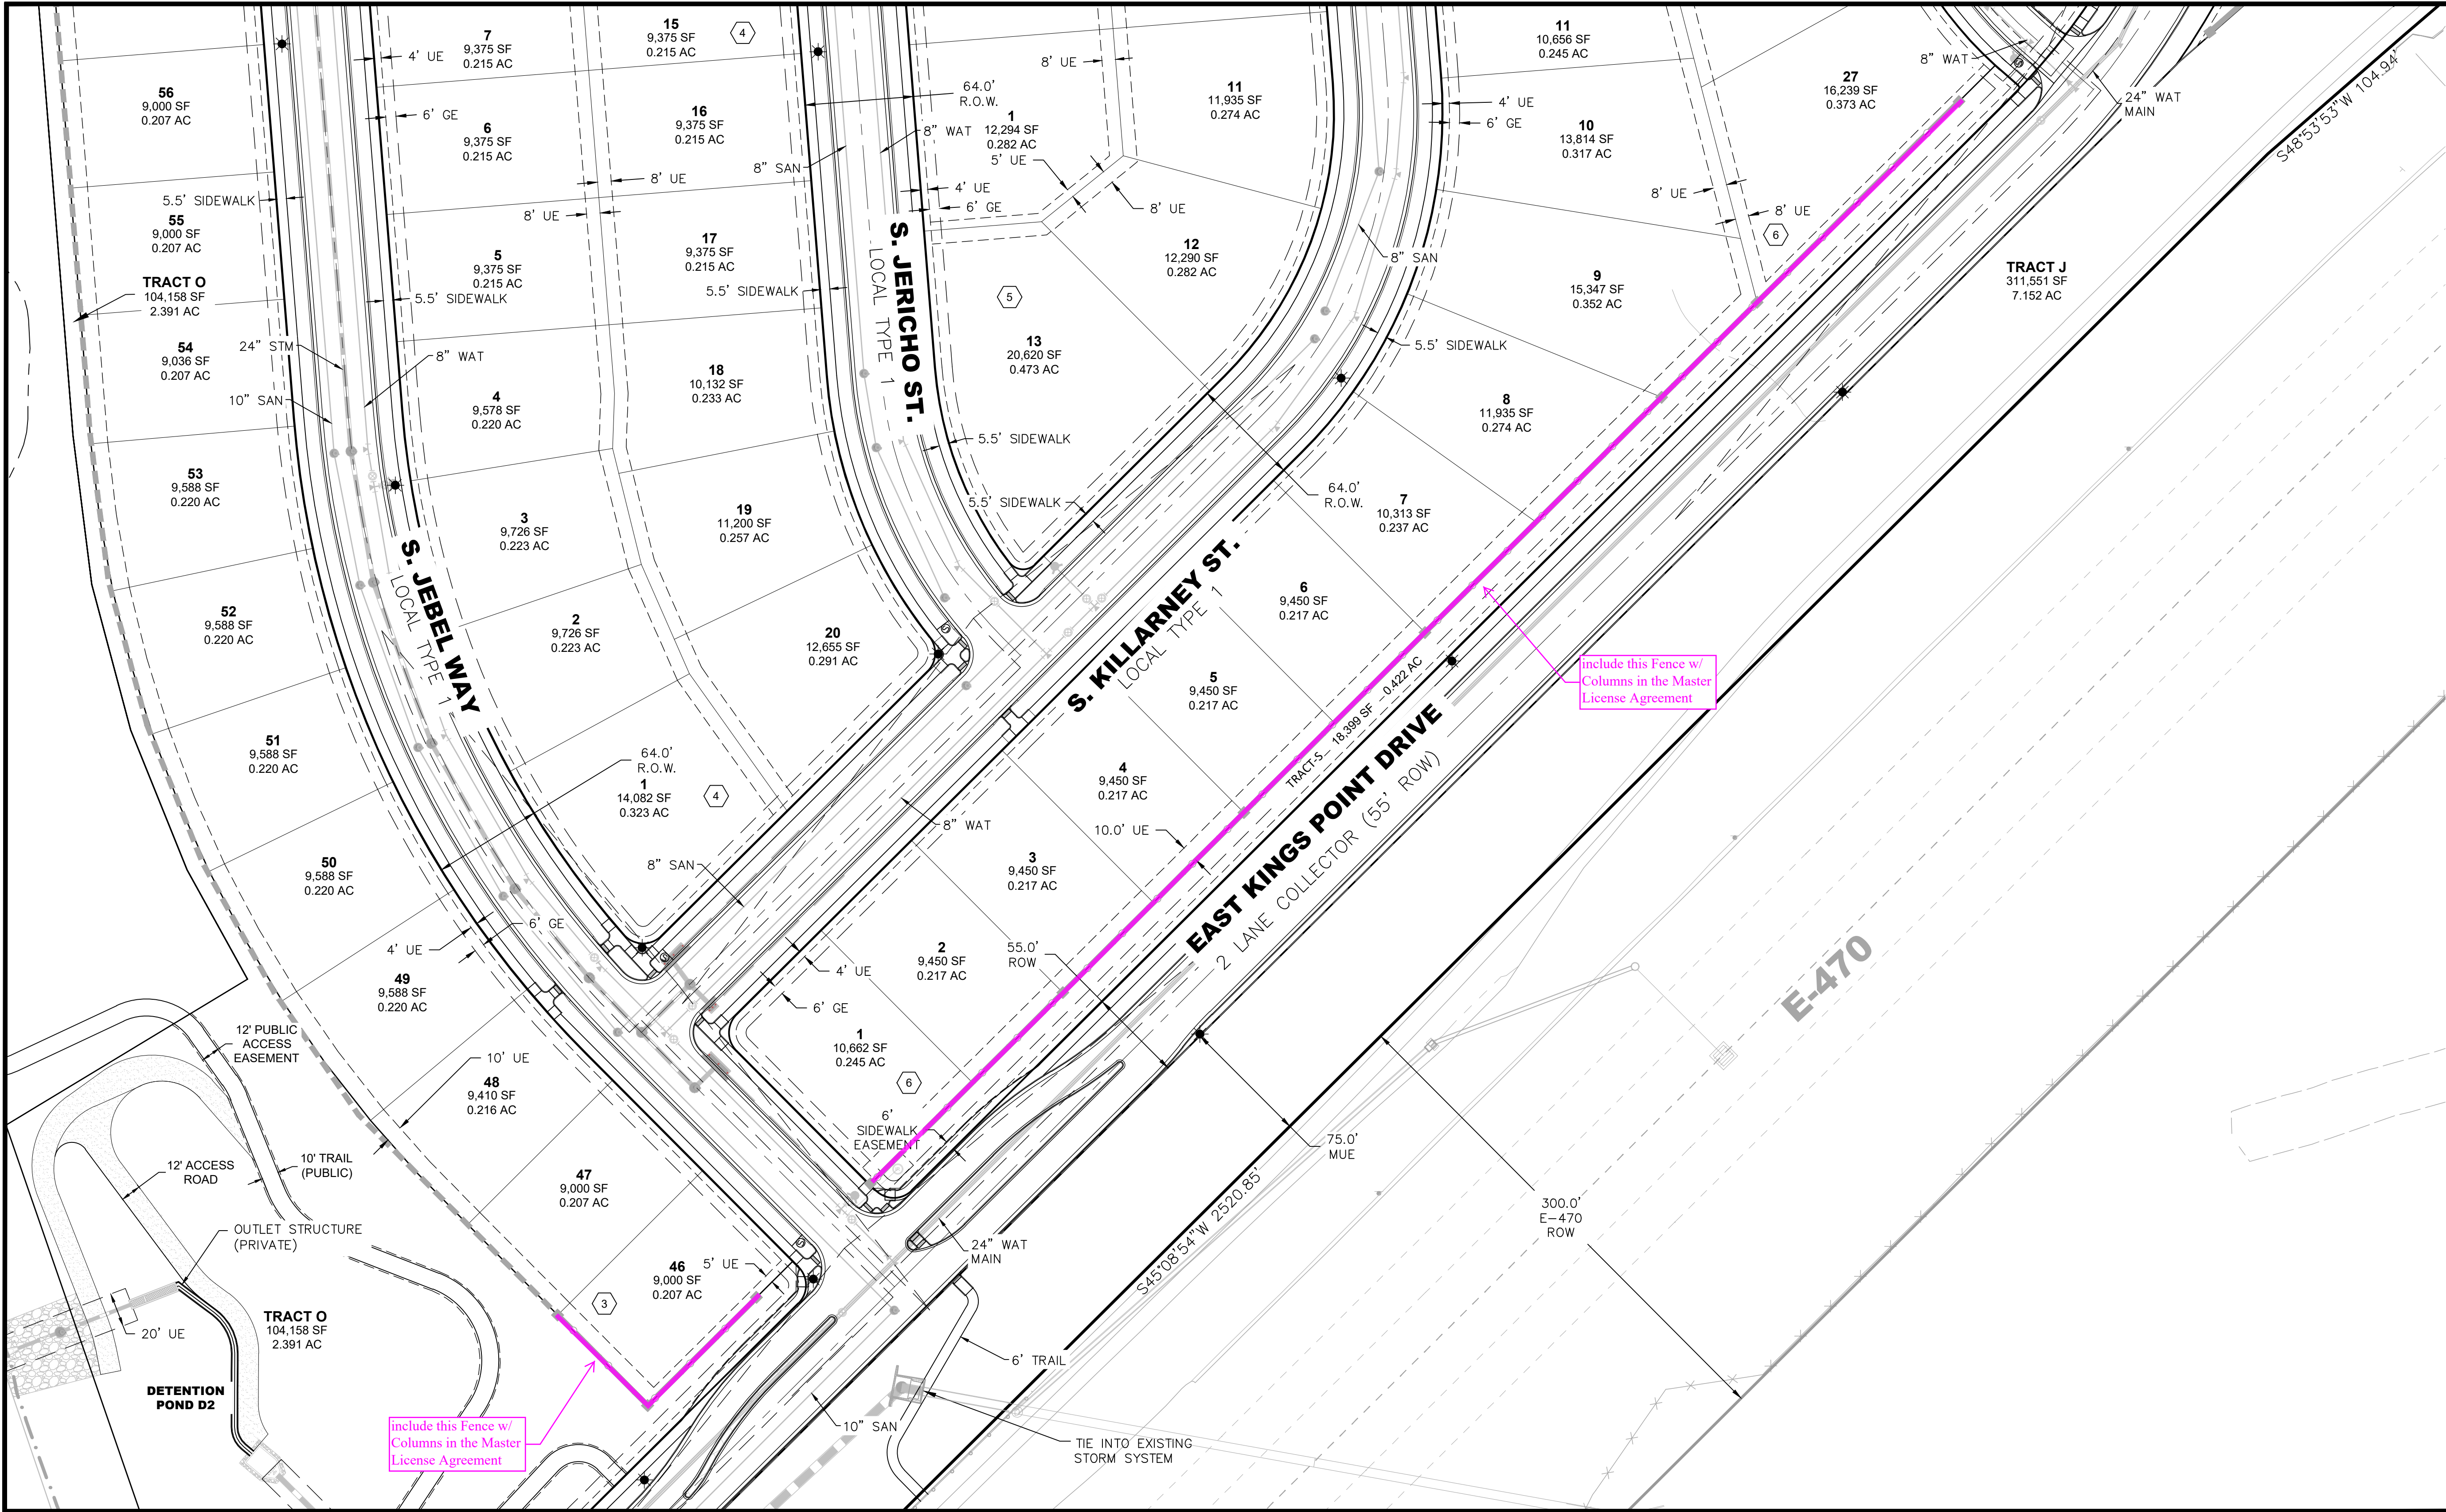 7
9,375 SF
0.215 AC
15
9,375 SF
0.215 AC
4
4' UE
56
9,000 SF
0.207 AC
6' GE
6
9,375 SF
0.215 AC
16
9,375 SF
0.215 AC
64.0'
R.O.W.
8" WAT
1
12,294 SF
0.282 AC
8' UE
5' UE
11
11,935 SF
0.274 AC
4' UE
6' GE
11
10,656 SF
0.245 AC
10
13,814 SF
0.317 AC
27
16,239 SF
0.373 AC
8" WAT
24" WAT
MAIN
S48°53'53"W 104.94'
8' UE
8" SAN
4' UE
6' GE
8' UE
8' UE
8' UE
6
5.5' SIDEWALK
55
9,000 SF
0.207 AC
8' UE
5
9,375 SF
0.215 AC
17
9,375 SF
0.215 AC
5.5' SIDEWALK
5.5' SIDEWALK
S. JERICHO ST.
LOCAL TYPE 1
5
12
12,290 SF
0.282 AC
8" SAN
9
15,347 SF
0.352 AC
TRACT J
311,551 SF
7.152 AC
TRACT O
104,158 SF
2.391 AC
54
9,036 SF
0.207 AC
24" STM
8" WAT
10" SAN
4
9,578 SF
0.220 AC
18
10,132 SF
0.233 AC
13
20,620 SF
0.473 AC
5.5' SIDEWALK
8
11,935 SF
0.274 AC
5.5' SIDEWALK
53
9,588 SF
0.220 AC
3
9,726 SF
0.223 AC
19
11,200 SF
0.257 AC
5.5' SIDEWALK
64.0'
R.O.W.
7
10,313 SF
0.237 AC
S. JEBEL WAY
LOCAL TYPE 1
S. KILLARNEY ST.
LOCAL TYPE 1
6
9,450 SF
0.217 AC
52
9,588 SF
0.220 AC
2
9,726 SF
0.223 AC
20
12,655 SF
0.291 AC
5
9,450 SF
0.217 AC
include this Fence w/
Columns in the Master
License Agreement
51
9,588 SF
0.220 AC
64.0'
R.O.W.
1
14,082 SF
0.323 AC
4
4
9,450 SF
0.217 AC
TRACT-S 18,399 SF 0.422 AC
EAST KINGS POINT DRIVE
2 LANE COLLECTOR (55' ROW)
8" WAT
10.0' UE
50
9,588 SF
0.220 AC
8" SAN
3
9,450 SF
0.217 AC
6' GE
4' UE
4' UE
2
9,450 SF
0.217 AC
55.0'
ROW
E-470
49
9,588 SF
0.220 AC
6' GE
12' PUBLIC
ACCESS
EASEMENT
10' UE
1
10,662 SF
0.245 AC
6
48
9,410 SF
0.216 AC
6'
SIDEWALK
EASEMENT
75.0'
MUE
12' ACCESS
ROAD
10' TRAIL
(PUBLIC)
47
9,000 SF
0.207 AC
S45°08'54"W 2520.85'
300.0'
E-470
ROW
OUTLET STRUCTURE
(PRIVATE)
24" WAT
MAIN
46
9,000 SF
0.207 AC
5' UE
3
TRACT O
104,158 SF
2.391 AC
20' UE
6' TRAIL
DETENTION
POND D2
include this Fence w/
Columns in the Master
License Agreement
10" SAN
TIE INTO EXISTING
STORM SYSTEM